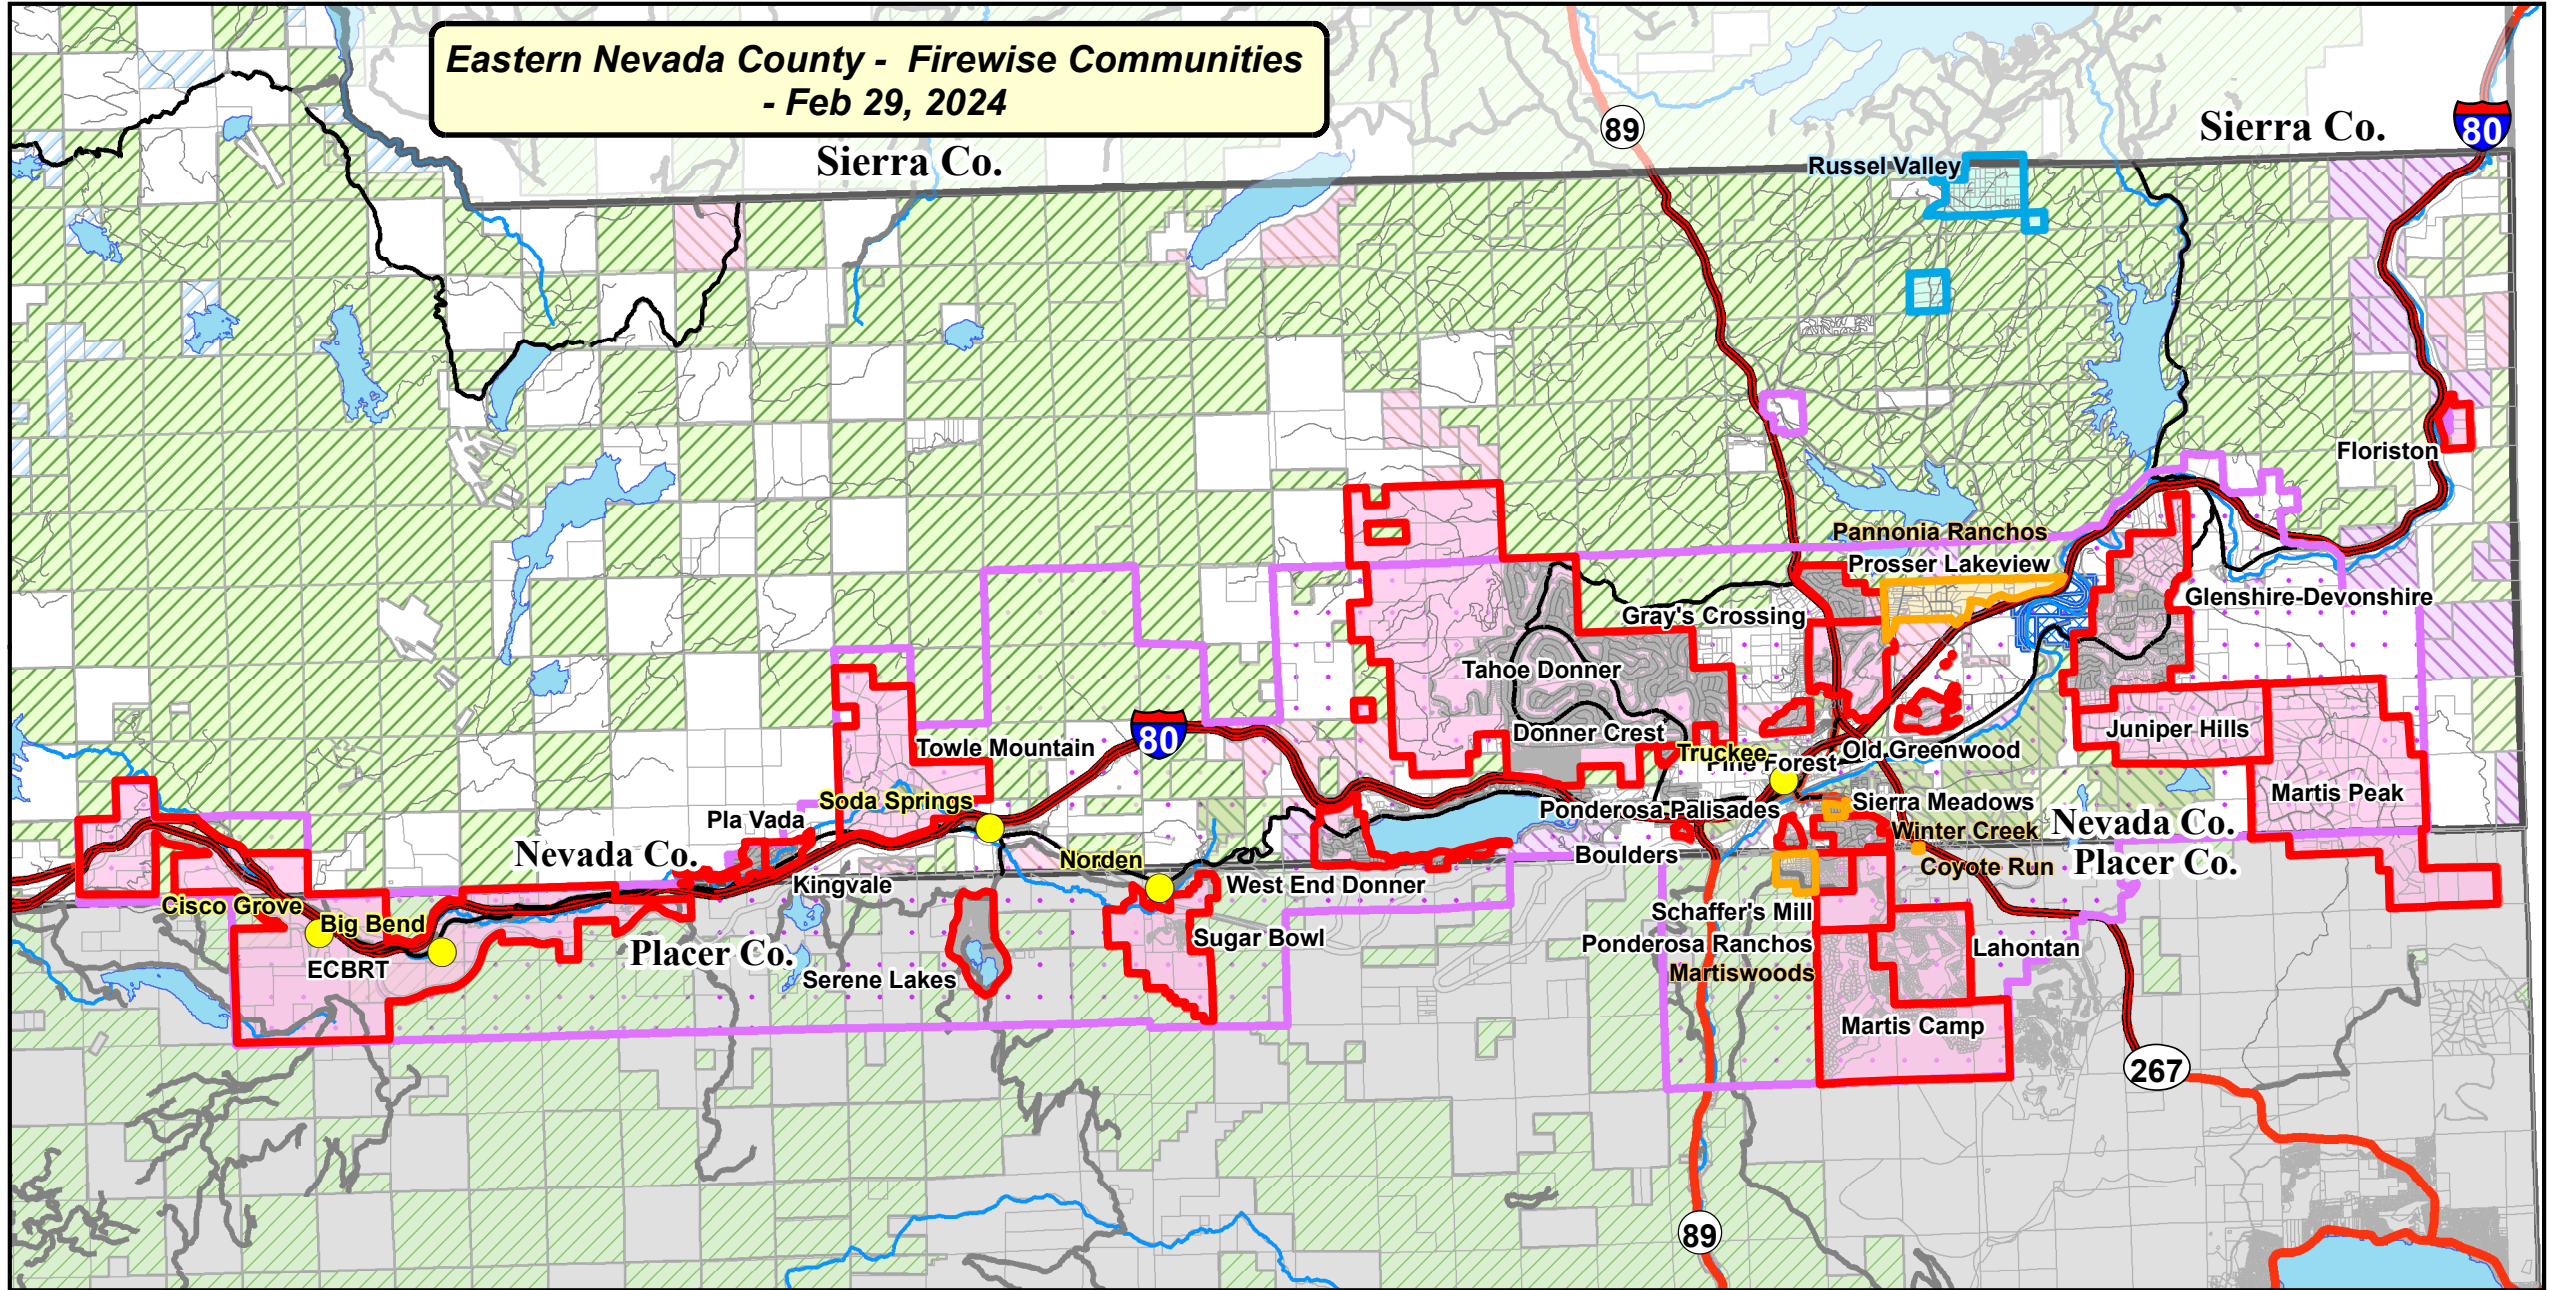 Eastern Nevada County -  Firewise Communities
- Feb 29, 2024
89
Sierra Co.
80
Sierra Co.
Russel Valley
Floriston
Pannonia Ranchos
Prosser Lakeview
Glenshire-Devonshire
Gray's Crossing
Tahoe Donner
Donner Crest
Juniper Hills
Towle Mountain
80
Truckee
Old Greenwood
Pine Forest
Martis Peak
Soda Springs
Pla Vada
Ponderosa Palisades
Sierra Meadows
Winter Creek
Nevada Co.
Nevada Co.
Norden
Boulders
Coyote Run
Placer Co.
Kingvale
West End Donner
Cisco Grove
Big Bend
Schaffer's Mill
Sugar Bowl
Ponderosa Ranchos
Lahontan
Placer Co.
ECBRT
Serene Lakes
Martiswoods
Martis Camp
267
89